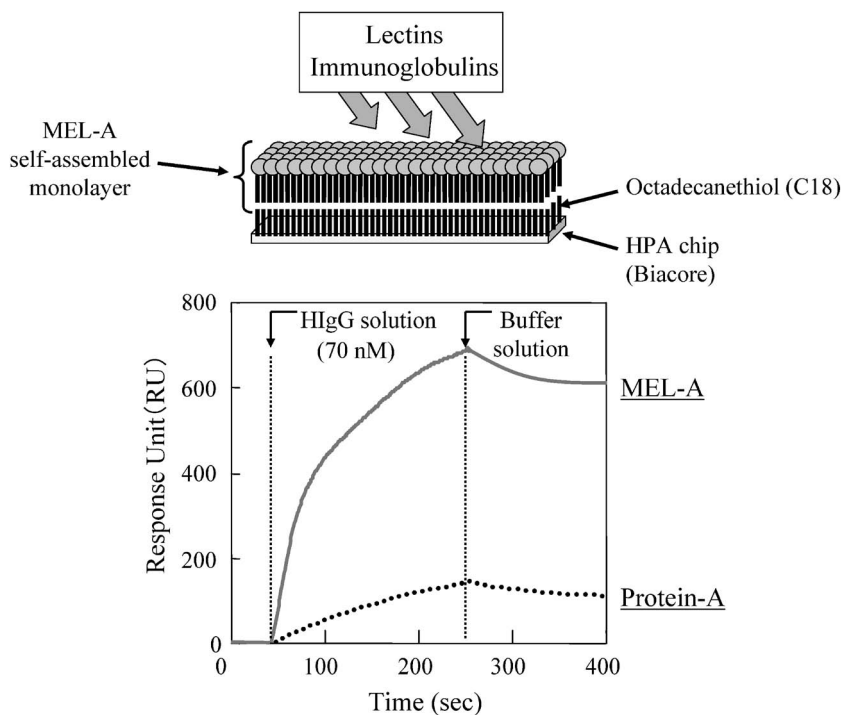 Lectins
Immunoglobulins
MEL-A
self-assembled
monolayer
Octadecanethiol (C18)
HPA chip
(Biacore)
800
600
400
200
0
Response Unit(RU)
HIgG solution
(70 nM)
Buffer
solution
MEL-A
Protein-A
0
100
200
300
400
Time (sec)